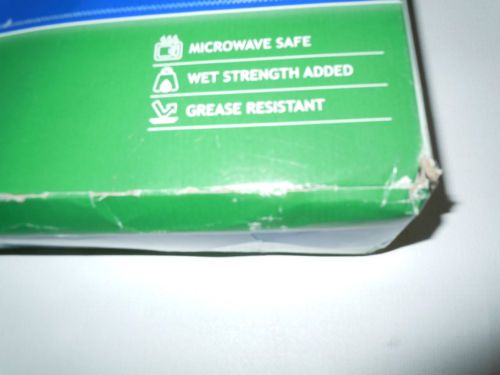 MICROWAVE SAFE
WET STRENGTH ADDED
GREASE RESISTANT